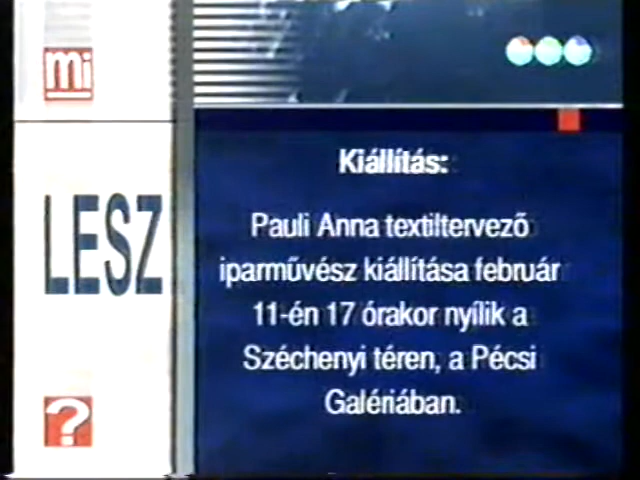 mi
LESZ
?
Kiállítás:
Pauli Anna textiltervező
iparművész kiállítása február
11-én 17 órakor nyílik a
Széchenyi téren, a Pécsi
Galériában.